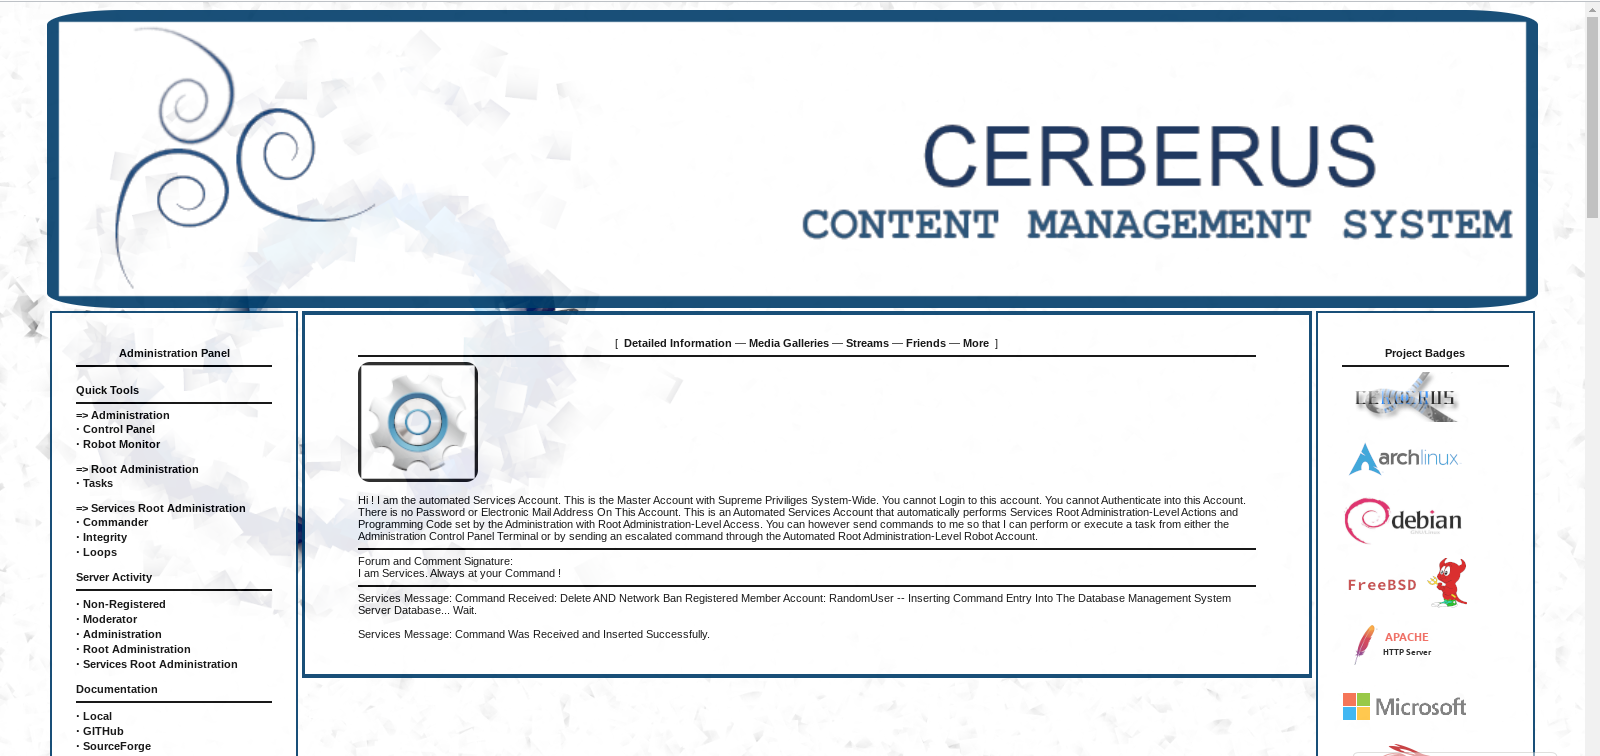 CERBERUS
CONTENT MANAGEMENT SYSTEM
Administration Panel
Quick Tools
=> Administration
· Control Panel
· Robot Monitor
=> Root Administration
· Tasks
=> Services Root Administration
· Commander
· Integrity
· Loops
Server Activity
· Non-Registered
· Moderator
· Administration
· Root Administration
· Services Root Administration
Documentation
· Local
· GITHub
· SourceForge
[ Detailed Information — Media Galleries — Streams — Friends — More ]
Hi ! I am the automated Services Account. This is the Master Account with Supreme Priviliges System-Wide. You cannot Login to this account. You cannot Authenticate into this Account.
There is no Password or Electronic Mail Address On This Account. This is an Automated Services Account that automatically performs Services Root Administration-Level Actions and
Programming Code set by the Administration with Root Administration-Level Access. You can however send commands to me so that I can perform or execute a task from either the
Administration Control Panel Terminal or by sending an escalated command through the Automated Root Administration-Level Robot Account.
Forum and Comment Signature:
I am Services. Always at your Command !
Services Message: Command Received: Delete AND Network Ban Registered Member Account: RandomUser -- Inserting Command Entry Into The Database Management System
Server Database... Wait.
Services Message: Command Was Received and Inserted Successfully.
Project Badges
CERBERUS
archlinux
debian
FreeBSD
APACHE
HTTP Server
Microsoft